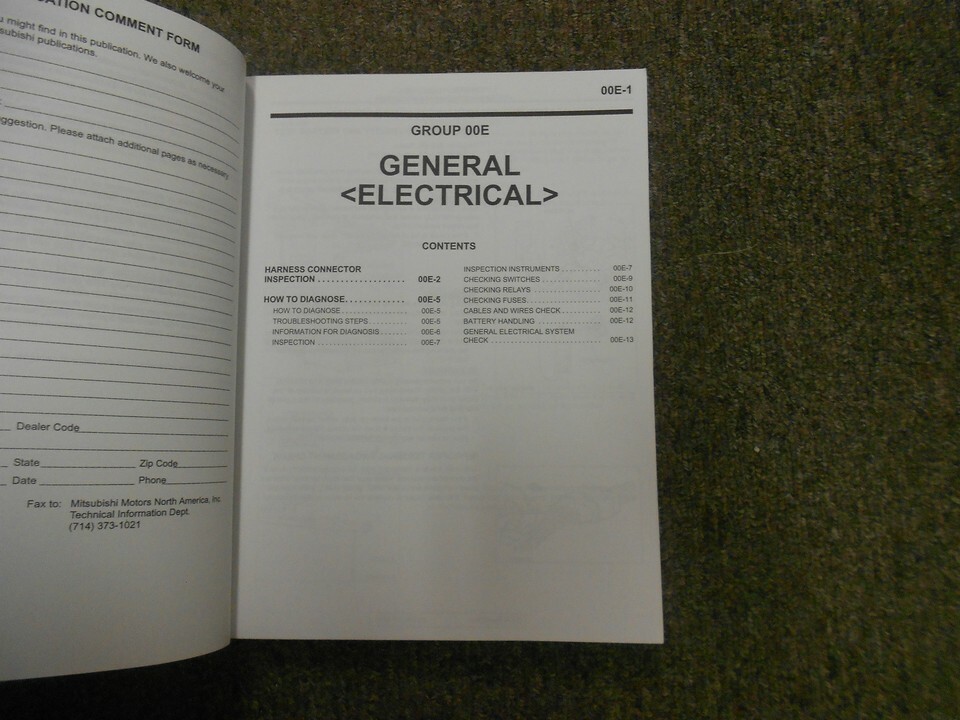 ATION COMMENT FORM
u might find in this publication. We also welcome your
tsubishi publications.
ggestion. Please attach additional pages as necessary.
Dealer Code
State Zip Code
Date Phone
Fax to: Mitsubishi Motors North America, Inc.
Technical Information Dept.
(714) 373-1021
00E-1
GROUP 00E
GENERAL
<ELECTRICAL>
CONTENTS
HARNESS CONNECTOR
INSPECTION . . . . . . . . . . . . . . . . . 00E-2
HOW TO DIAGNOSE. . . . . . . . . . . . 00E-5
HOW TO DIAGNOSE . . . . . . . . . . . . . . . . 00E-5
TROUBLESHOOTING STEPS . . . . . . . . . 00E-5
INFORMATION FOR DIAGNOSIS . . . . . . 00E-6
INSPECTION . . . . . . . . . . . . . . . . . . . . . . 00E-7
INSPECTION INSTRUMENTS . . . . . . . . . 00E-7
CHECKING SWITCHES . . . . . . . . . . . . . . 00E-9
CHECKING RELAYS . . . . . . . . . . . . . . . . 00E-10
CHECKING FUSES. . . . . . . . . . . . . . . . . . 00E-11
CABLES AND WIRES CHECK . . . . . . . . . 00E-12
BATTERY HANDLING . . . . . . . . . . . . . . . 00E-12
GENERAL ELECTRICAL SYSTEM
CHECK . . . . . . . . . . . . . . . . . . . . . . . . . . 00E-13